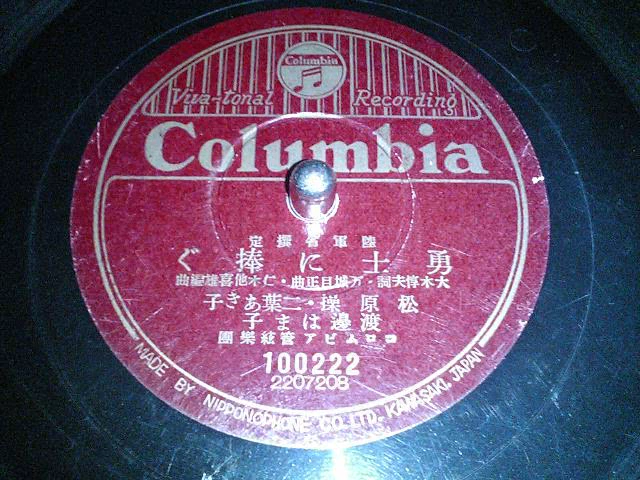 Columbia
Viva-tonal Recording
Columbia
定撰省軍陸
ぐ捧に士勇
曲編雄喜他木仁・曲正目城万・詞夫惇木大
子きあ葉二・操 原 松
子ま は 邊 渡
團樂絃管アビムロコ
100222
2207208
MADE BY NIPPONOPHONE CO., LTD. KAWASAKI, JAPAN